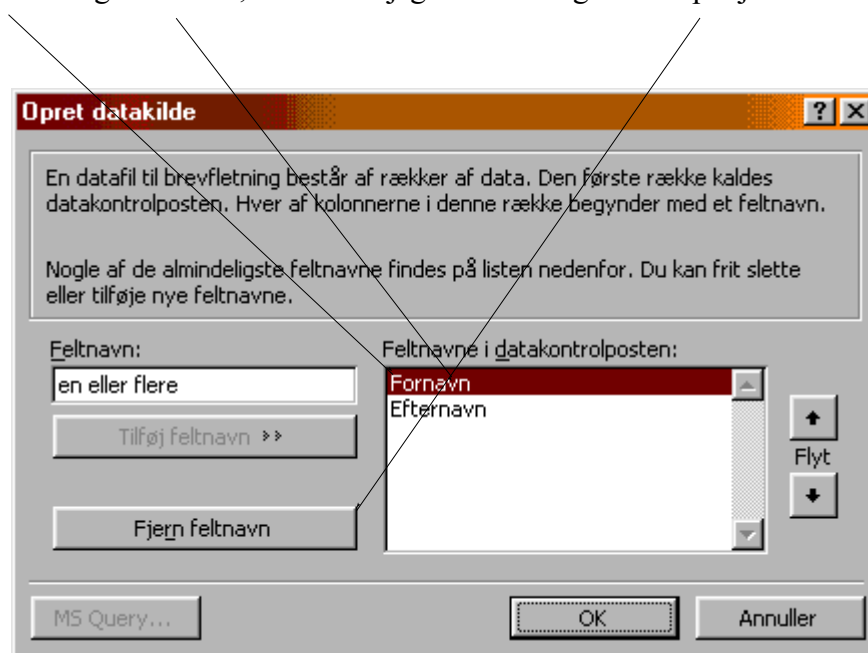 Opret datakilde
En datafil til brevfletning består af rækker af data. Den første række kaldes
datakontrolposten. Hver af kolonnerne i denne række begynder med et feltnavn.
Nogle af de almindeligste feltnavne findes på listen nedenfor. Du kan frit slette
eller tilføje nye feltnavne.
Feltnavn:
en eller flere
Tilføj feltnavn >>
Fjern feltnavn
Feltnavne i datakontrolposten:
Fornavn
Efternavn
Flyt
MS Query...
OK
Annuller